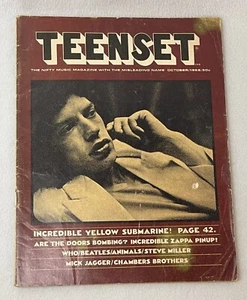 TEENSET
THE NIFTY MUSIC MAGAZINE WITH THE MISLEADING NAME OCTOBER/1968/50c
INCREDIBLE YELLOW SUBMARINE! PAGE 42.
ARE THE DOORS BOMBING? INCREDIBLE ZAPPA PINUP!
WHO/BEATLES/ANIMALS/STEVE MILLER
MICK JAGGER/CHAMBERS BROTHERS